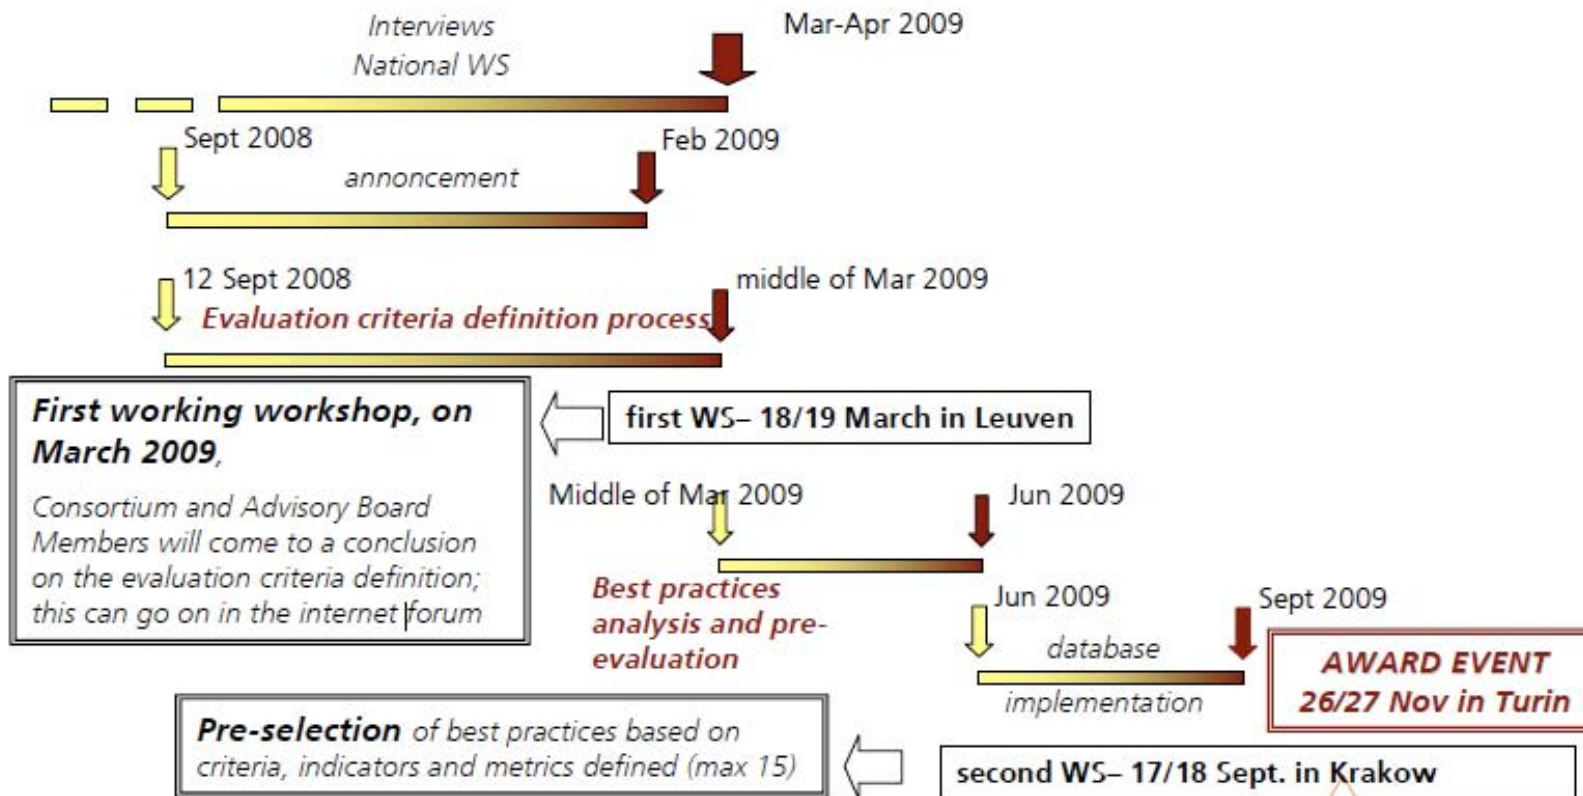 Interviews
National WS
Mar-Apr 2009
Sept 2008
Feb 2009
annoncement
12 Sept 2008
middle of Mar 2009
Evaluation criteria definition process
First working workshop, on
March 2009,
Consortium and Advisory Board
Members will come to a conclusion
on the evaluation criteria definition;
this can go on in the internet forum
first WS– 18/19 March in Leuven
Middle of Mar 2009
Jun 2009
Best practices
analysis and pre-
evaluation
Jun 2009
Sept 2009
database
implementation
AWARD EVENT
26/27 Nov in Turin
Pre-selection of best practices based on
criteria, indicators and metrics defined (max 15)
second WS– 17/18 Sept. in Krakow